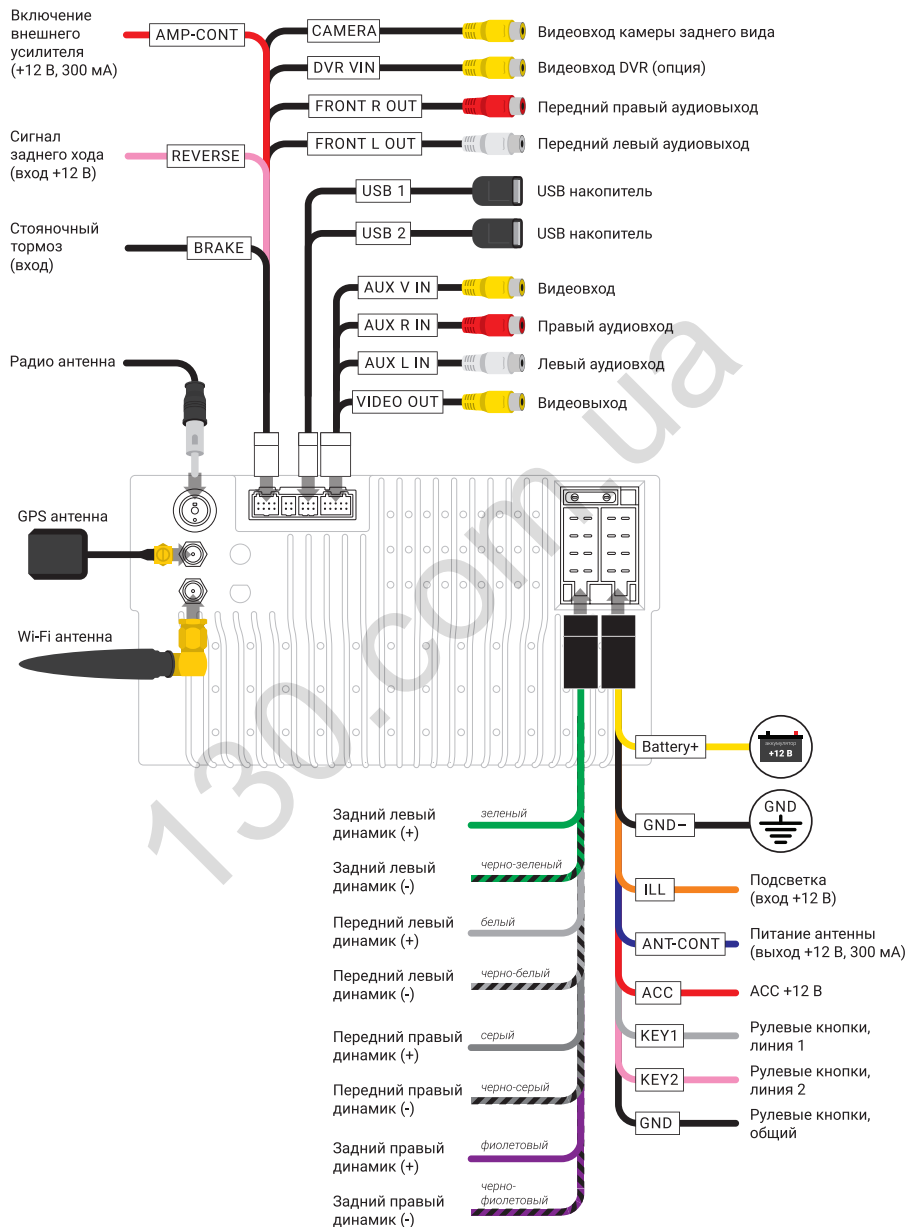 Включение
внешнего
усилителя
(+12 В, 300 мА)
AMP-CONT
CAMERA
Видеовход камеры заднего вида
DVR VIN
Видеовход DVR (опция)
FRONT R OUT
Передний правый аудиовыход
FRONT L OUT
Передний левый аудиовыход
Сигнал
заднего хода
(вход +12 В)
REVERSE
USB 1
USB накопитель
USB 2
USB накопитель
Стояночный
тормоз
(вход)
BRAKE
AUX V IN
Видеовход
AUX R IN
Правый аудиовход
AUX L IN
Левый аудиовход
VIDEO OUT
Видеовыход
Радио антенна
GPS антенна
Wi-Fi антенна
130.com.ua
Battery+
аккумулятор
+12 В
GND−
GND
ILL
Подсветка
(вход +12 В)
ANT-CONT
Питание антенны
(выход +12 В, 300 мА)
ACC
ACC +12 В
KEY1
Рулевые кнопки,
линия 1
KEY2
Рулевые кнопки,
линия 2
GND
Рулевые кнопки,
общий
Задний левый
динамик (+)
зеленый
Задний левый
динамик (-)
черно-зеленый
Передний левый
динамик (+)
белый
Передний левый
динамик (-)
черно-белый
Передний правый
динамик (+)
серый
Передний правый
динамик (-)
черно-серый
Задний правый
динамик (+)
фиолетовый
Задний правый
динамик (-)
черно-
фиолетовый